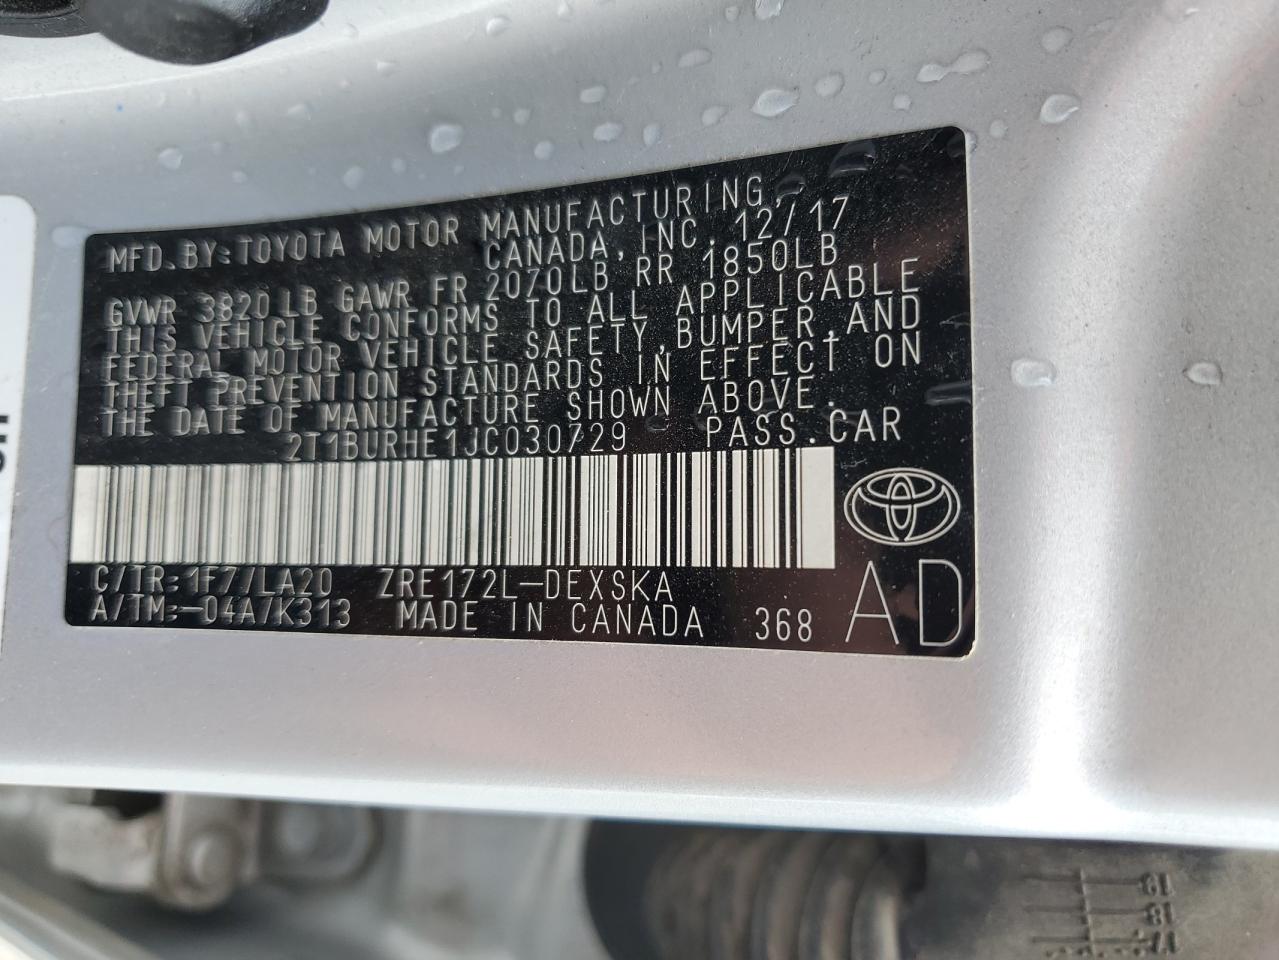 MFD.BY:TOYOTA MOTOR MANUFACTURING,
CANADA, INC. 12/17
GVWR 3820LB GAWR FR 2070LB RR 1850LB
THIS VEHICLE CONFORMS TO ALL APPLICABLE
FEDERAL MOTOR VEHICLE SAFETY, BUMPER, AND
THEFT PREVENTION STANDARDS IN EFFECT ON
THE DATE OF MANUFACTURE SHOWN ABOVE.
2T1BURHE1JC030729 PASS.CAR
C/TR:1F7/LA20 ZRE172L-DEXSKA
A/TM:-04A/K313 MADE IN CANADA 368 AD